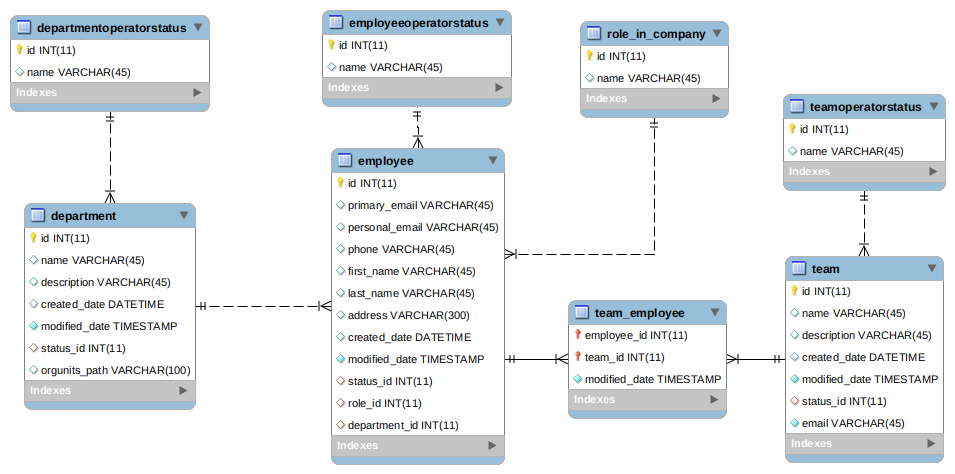 departmentoperatorstatus
id INT(11)
name VARCHAR(45)
Indexes
employeeoperatorstatus
id INT(11)
name VARCHAR(45)
Indexes
role_in_company
id INT(11)
name VARCHAR(45)
Indexes
teamoperatorstatus
id INT(11)
name VARCHAR(45)
Indexes
department
id INT(11)
name VARCHAR(45)
description VARCHAR(45)
created_date DATETIME
modified_date TIMESTAMP
status_id INT(11)
orgunits_path VARCHAR(100)
Indexes
employee
id INT(11)
primary_email VARCHAR(45)
personal_email VARCHAR(45)
phone VARCHAR(45)
first_name VARCHAR(45)
last_name VARCHAR(45)
address VARCHAR(300)
created_date DATETIME
modified_date TIMESTAMP
status_id INT(11)
role_id INT(11)
department_id INT(11)
Indexes
team_employee
employee_id INT(11)
team_id INT(11)
modified_date TIMESTAMP
Indexes
team
id INT(11)
name VARCHAR(45)
description VARCHAR(45)
created_date DATETIME
modified_date TIMESTAMP
status_id INT(11)
email VARCHAR(45)
Indexes